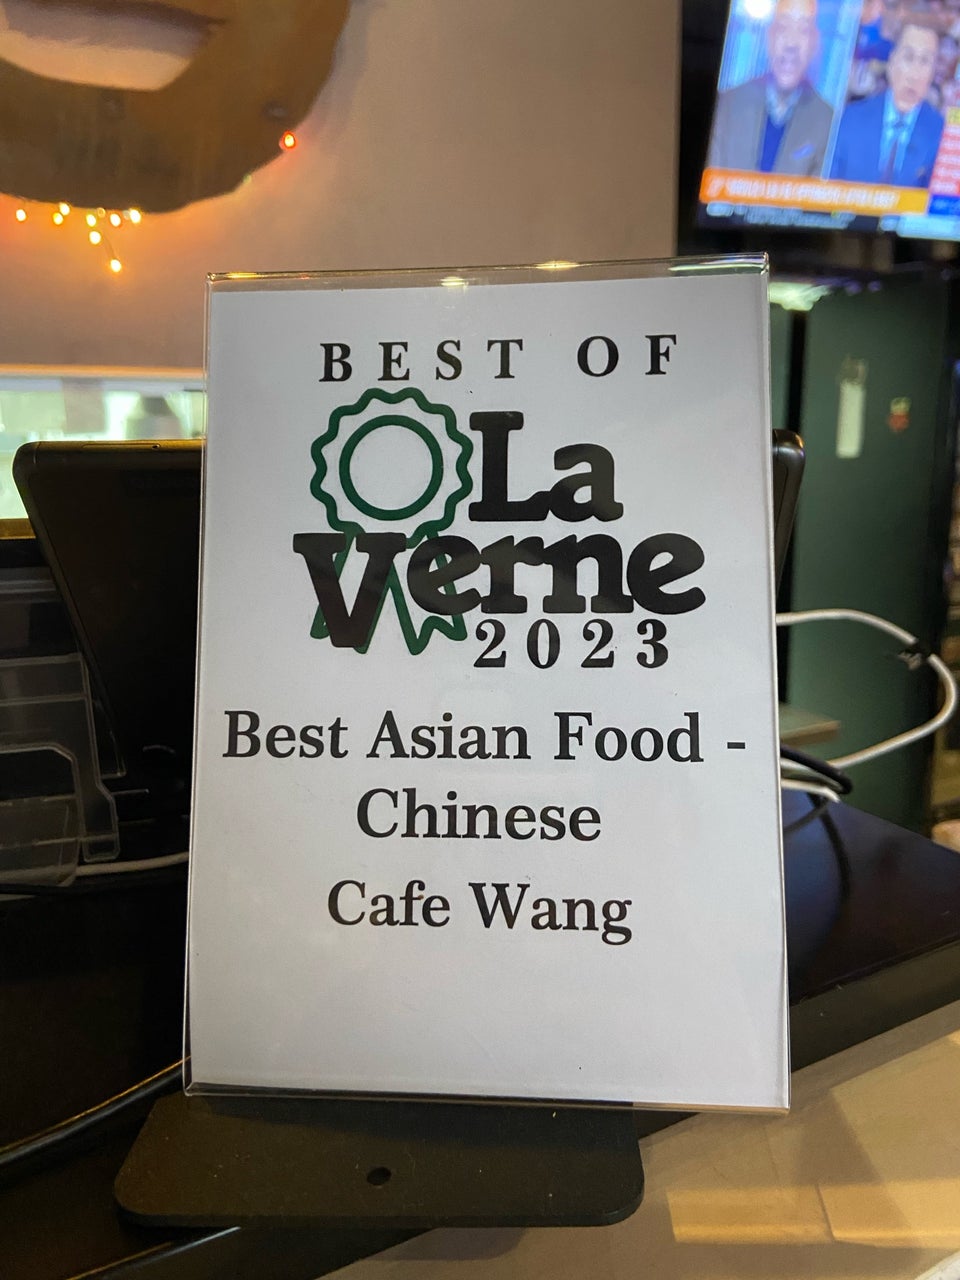 BEST OF
La
Verne
2023
Best Asian Food -
Chinese
Cafe Wang